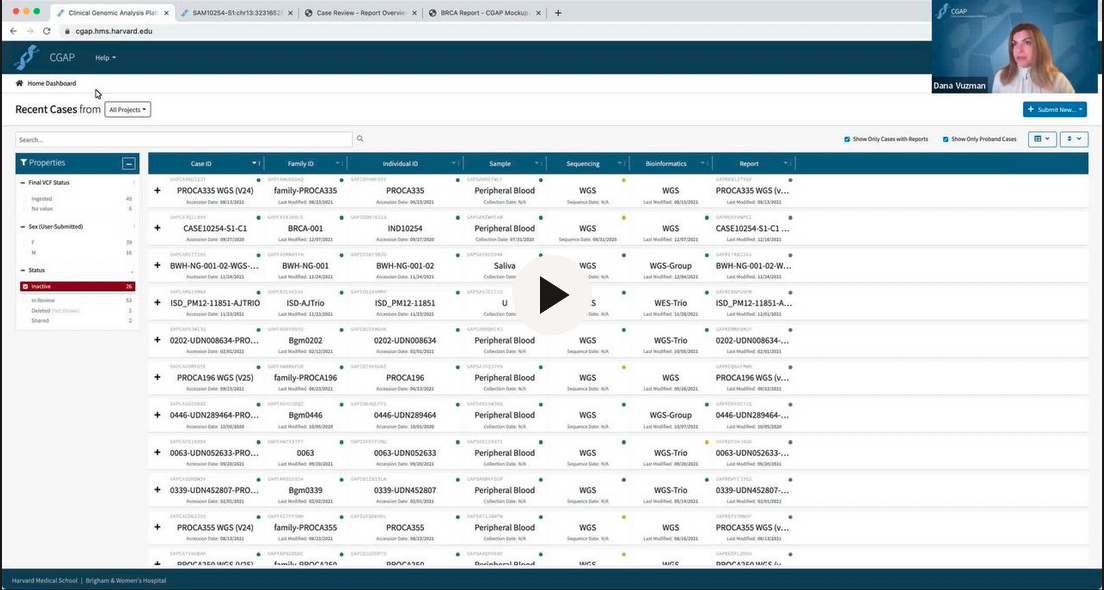 Clinical Genomic Analysis Plat
SAM10254-S1:chr13:3231652
Case Review - Report Overview
BRCA Report - CGAP Mockup
cgap.hms.harvard.edu
CGAP
Help
CGAP
Dana Vuzman
Home Dashboard
Recent Cases from All Projects
Submit New...
Search...
Show Only Cases with Reports
Show Only Proband Cases
Properties
Final VCF Status
Ingested 45
No value 6
Sex (User-Submitted)
F 39
M 16
Status
Inactive 26
In Review 53
Deleted 2
Shared 2
Case ID Family ID Individual ID Sample Sequencing Bioinformatics Report
PROCA335 WGS (V24) family-PROCA335 PROCA335 Peripheral Blood WGS WGS PROCA335 WGS (v...
Accession Date: 08/13/2021 Last Modified: 06/23/2021 Accession Date: 06/23/2021 Collection Date: N/A Sequence Date: N/A Last Modified: 08/15/2021 Last Modified: 08/13/2021
CASE10254-S1-C1 BRCA-001 IND10254 Peripheral Blood WGS WGS CASE10254-S1-C1 ...
Accession Date: 09/27/2020 Last Modified: 12/07/2021 Accession Date: 09/27/2020 Collection Date: 07/31/2020 Sequence Date: 08/31/2020 Last Modified: 12/07/2021 Last Modified: 12/16/2021
BWH-NG-001-02-WGS-... BWH-NG-001 BWH-NG-001-02 Saliva WGS WGS-Group BWH-NG-001-02-W...
Accession Date: 11/24/2021 Last Modified: 11/24/2021 Accession Date: 11/24/2021
ISD_PM12-11851-AJTRIO ISD-AJTrio ISD_PM12-11851 U S WES-Trio ISD_PM12-11851-A...
Accession Date: 11/23/2021 Last Modified: 11/23/2021 Accession Date: 11/23/2021 Last Modified: 11/26/2021 Last Modified: 12/01/2021
0202-UDN008634-PRO... Bgm0202 0202-UDN008634 Peripheral Blood WGS WGS-Trio 0202-UDN008634-...
Accession Date: 02/01/2021 Last Modified: 02/12/2021 Accession Date: 02/01/2021 Collection Date: N/A Sequence Date: N/A Last Modified: 10/05/2021 Last Modified: 02/01/2021
PROCA196 WGS (V25) family-PROCA196 PROCA196 Peripheral Blood WGS WGS PROCA196 WGS (v...
Accession Date: 09/23/2021 Last Modified: 06/23/2021 Accession Date: 06/23/2021 Collection Date: N/A Sequence Date: N/A Last Modified: 09/28/2021 Last Modified: 09/23/2021
0446-UDN289464-PRO... Bgm0446 0446-UDN289464 Peripheral Blood WGS WGS-Group 0446-UDN289464-...
Accession Date: 10/05/2020 Last Modified: 10/05/2020 Accession Date: 10/01/2020 Collection Date: N/A Sequence Date: N/A Last Modified: 10/07/2021 Last Modified: 10/05/2020
0063-UDN052633-PRO... 0063 0063-UDN052633 Peripheral Blood WGS WGS-Trio 0063-UDN052633-...
Accession Date: 09/20/2021 Last Modified: 09/20/2021 Accession Date: 09/20/2021 Collection Date: N/A Sequence Date: N/A Last Modified: 09/20/2021 Last Modified: 09/20/2021
0339-UDN452807-PRO... Bgm0339 0339-UDN452807 Peripheral Blood WGS WGS-Trio 0339-UDN452807-...
Accession Date: 02/01/2021 Last Modified: 02/02/2021 Accession Date: 02/01/2021 Collection Date: N/A Sequence Date: N/A Last Modified: 05/14/2021 Last Modified: 02/01/2021
PROCA355 WGS (V24) family-PROCA355 PROCA355 Peripheral Blood WGS WGS PROCA355 WGS (v...
Accession Date: 08/13/2021 Last Modified: 06/23/2021 Accession Date: 06/23/2021 Collection Date: N/A Sequence Date: N/A Last Modified: 08/16/2021 Last Modified: 08/13/2021
PROCA250 WGS (V25) family-PROCA250 PROCA250 Peripheral Blood WGS WGS PROCA250 WGS (v...
Harvard Medical School | Brigham & Women's Hospital